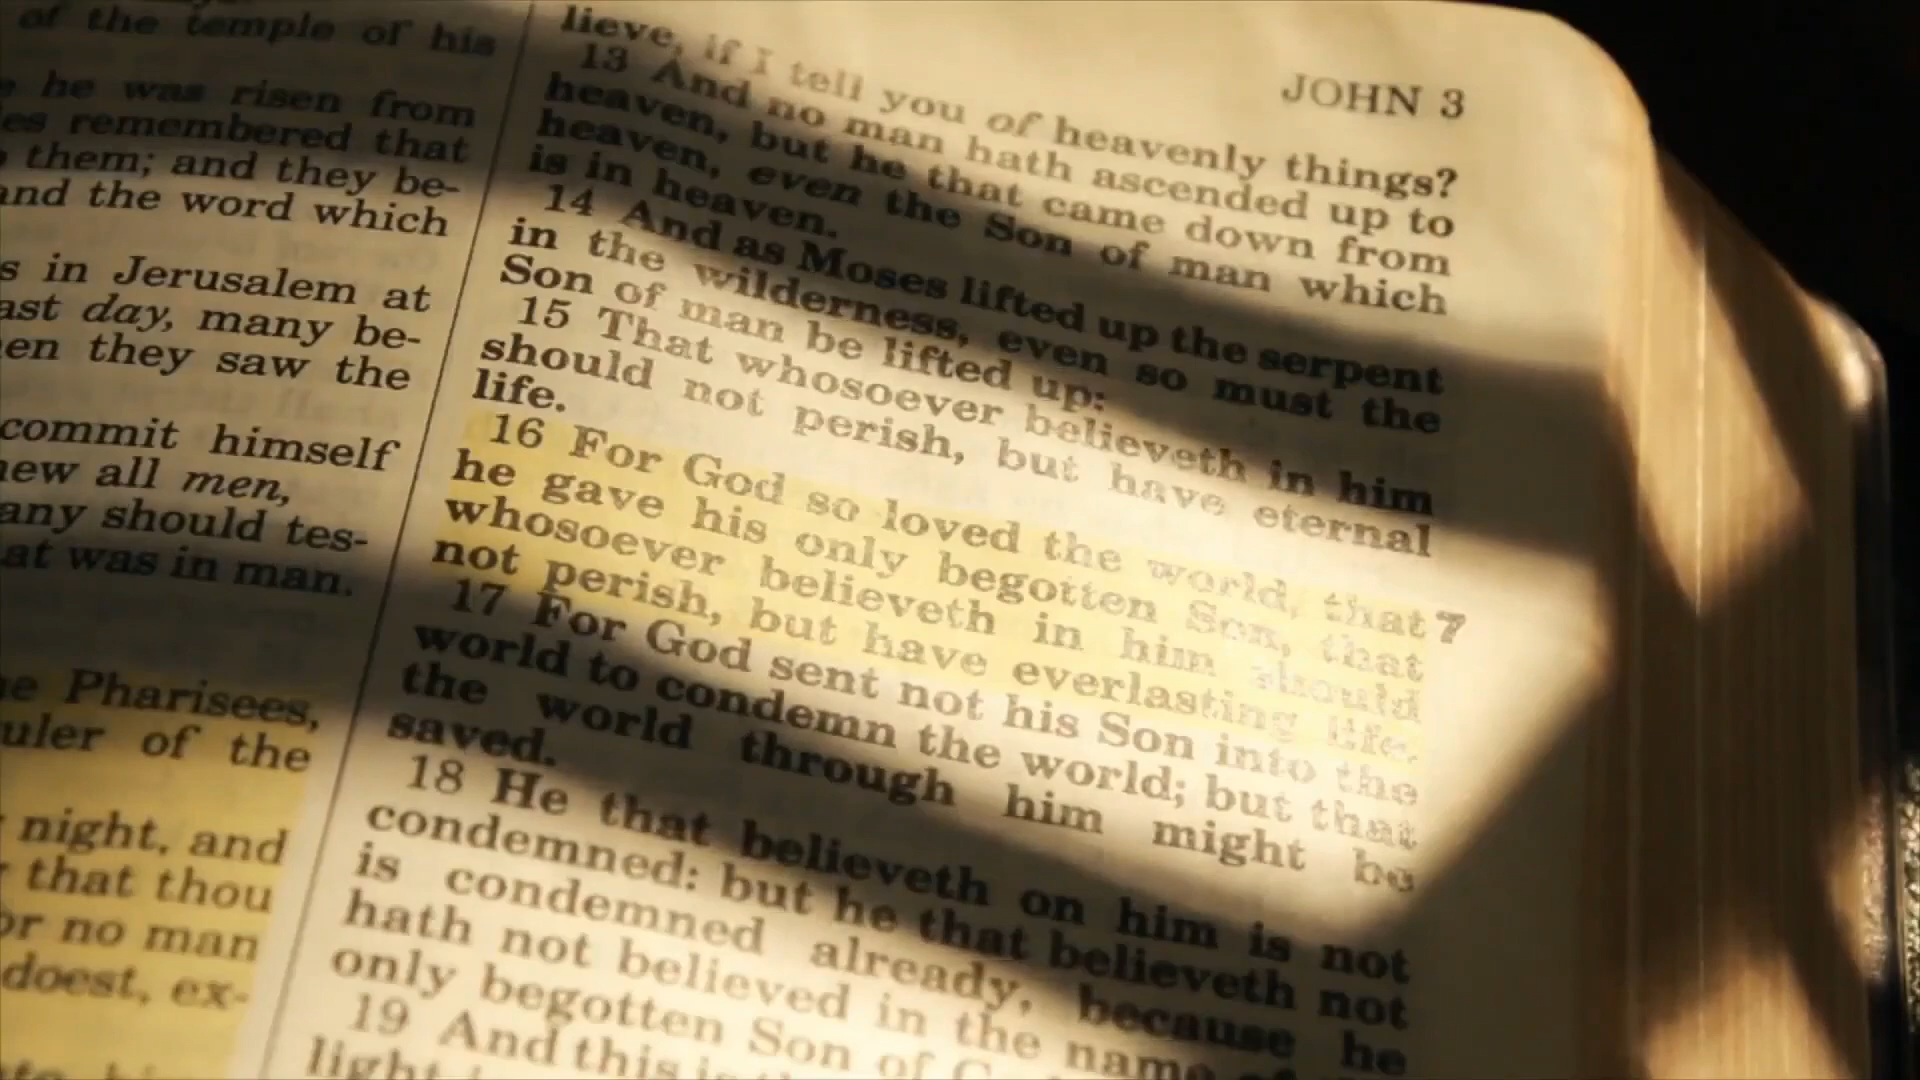 of the temple of his
he was risen from
es remembered that
them; and they be-
and the word which
s in Jerusalem at
ast day, many be-
en they saw the
commit himself
new all men,
any should tes-
at was in man.
e Pharisees,
uler of the
night, and
that thou
or no man
doest, ex-
JOHN 3
lieve, if I tell you of heavenly things?
13 And no man hath ascended up to
heaven, but he that came down from
heaven, even the Son of man which
is in heaven.
14 And as Moses lifted up the serpent
in the wilderness, even so must the
Son of man be lifted up:
15 That whosoever believeth in him
should not perish, but have eternal
life.
16 For God so loved the world, that 7
he gave his only begotten Son, that
whosoever believeth in him should
not perish, but have everlasting life.
17 For God sent not his Son into the
world to condemn the world; but that
the world through him might be
saved.
18 He that believeth on him is not
condemned: but he that believeth not
is condemned already, because he
hath not believed in the name of
only begotten Son of
19 And this is
light